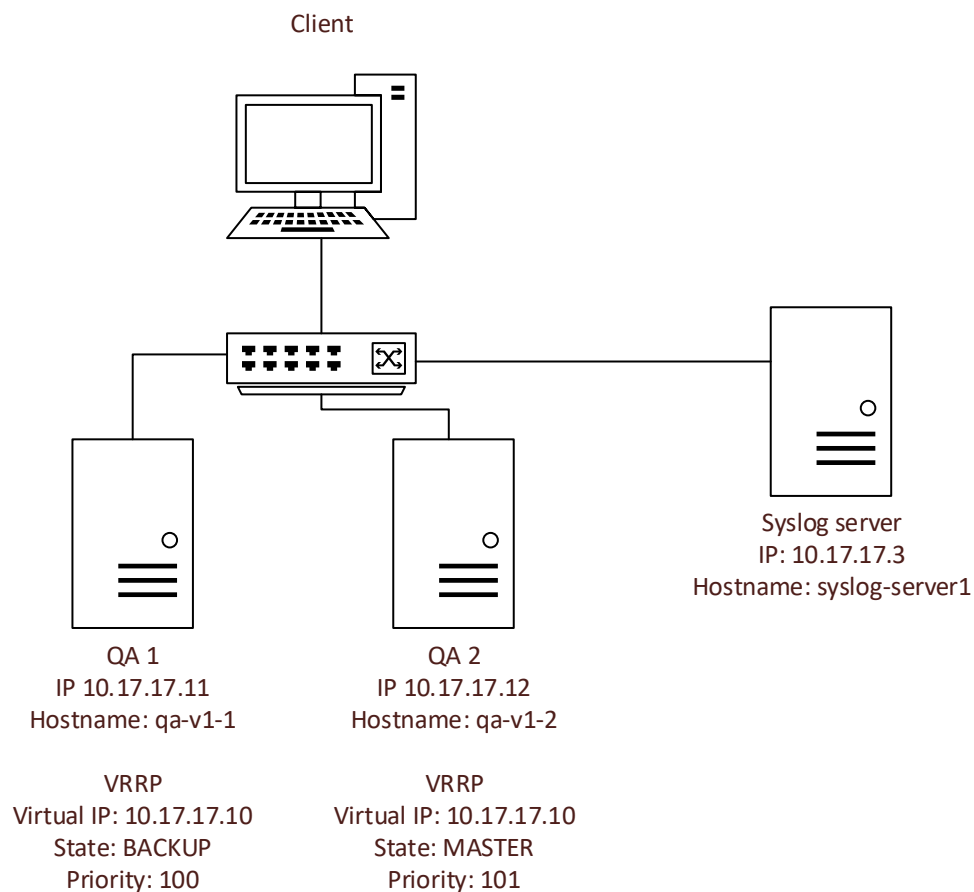 Client
Syslog server
IP: 10.17.17.3
Hostname: syslog-server1
QA 1
IP 10.17.17.11
Hostname: qa-v1-1
VRRP
Virtual IP: 10.17.17.10
State: BACKUP
Priority: 100
QA 2
IP 10.17.17.12
Hostname: qa-v1-2
VRRP
Virtual IP: 10.17.17.10
State: MASTER
Priority: 101